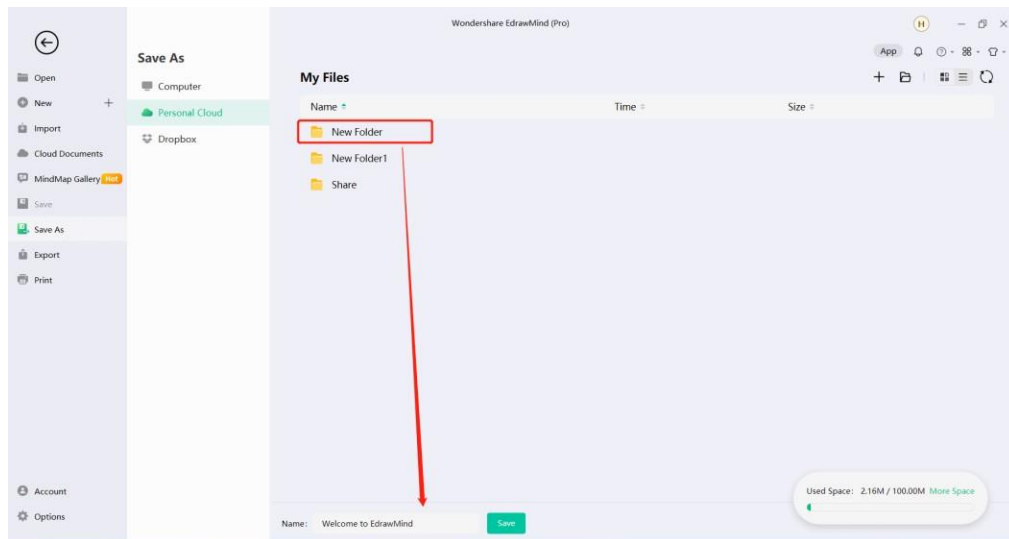 Wondershare EdrawMind (Pro)
H
App
Open
New
Import
Cloud Documents
MindMap Gallery Hot
Save
Save As
Export
Print
Account
Options
Save As
Computer
Personal Cloud
Dropbox
My Files
Name Time Size
New Folder
New Folder1
Share
Used Space: 2.16M / 100.00M More Space
Name: Welcome to EdrawMind Save